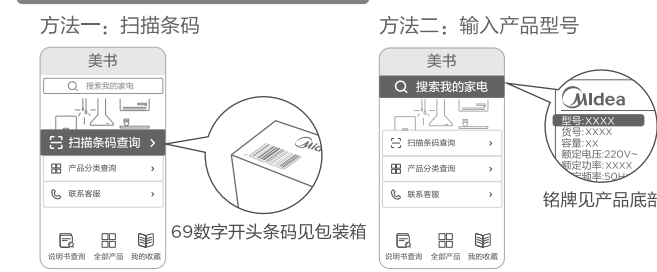 方法一：扫描条码
美书
搜索我的家电
扫描条码查询
产品分类查询
联系客服
说明书查询 全部产品 我的收藏
Mid
69数字开头条码见包装箱
方法二：输入产品型号
美书
搜索我的家电
扫描条码查询
产品分类查询
联系客服
说明书查询 全部产品 我的收藏
Midea
型号:XXXX
货号:XXXX
容量:XX
额定电压:220V~
额定功率:XXXX
定频率:50H
铭牌见产品底部